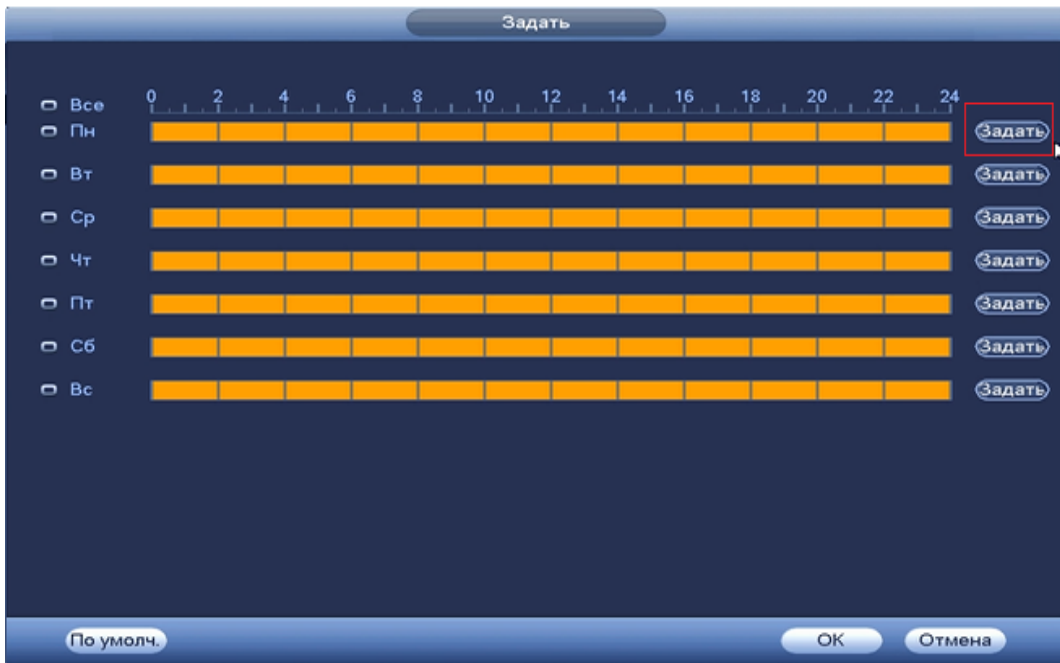 Задать
Все 0 2 4 6 8 10 12 14 16 18 20 22 24
Пн Задать
Вт Задать
Ср Задать
Чт Задать
Пт Задать
Сб Задать
Вс Задать
По умолч. OK Отмена